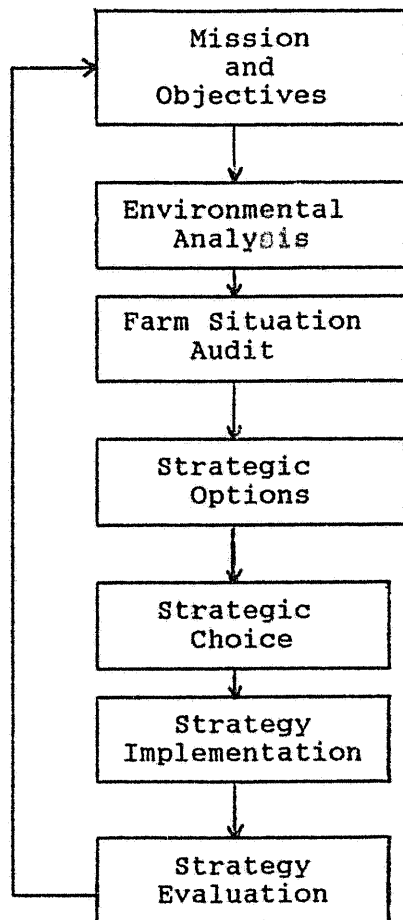 Mission
and
Objectives
Environmental
Analysis
Farm Situation
Audit
Strategic
Options
Strategic
Choice
Strategy
Implementation
Strategy
Evaluation